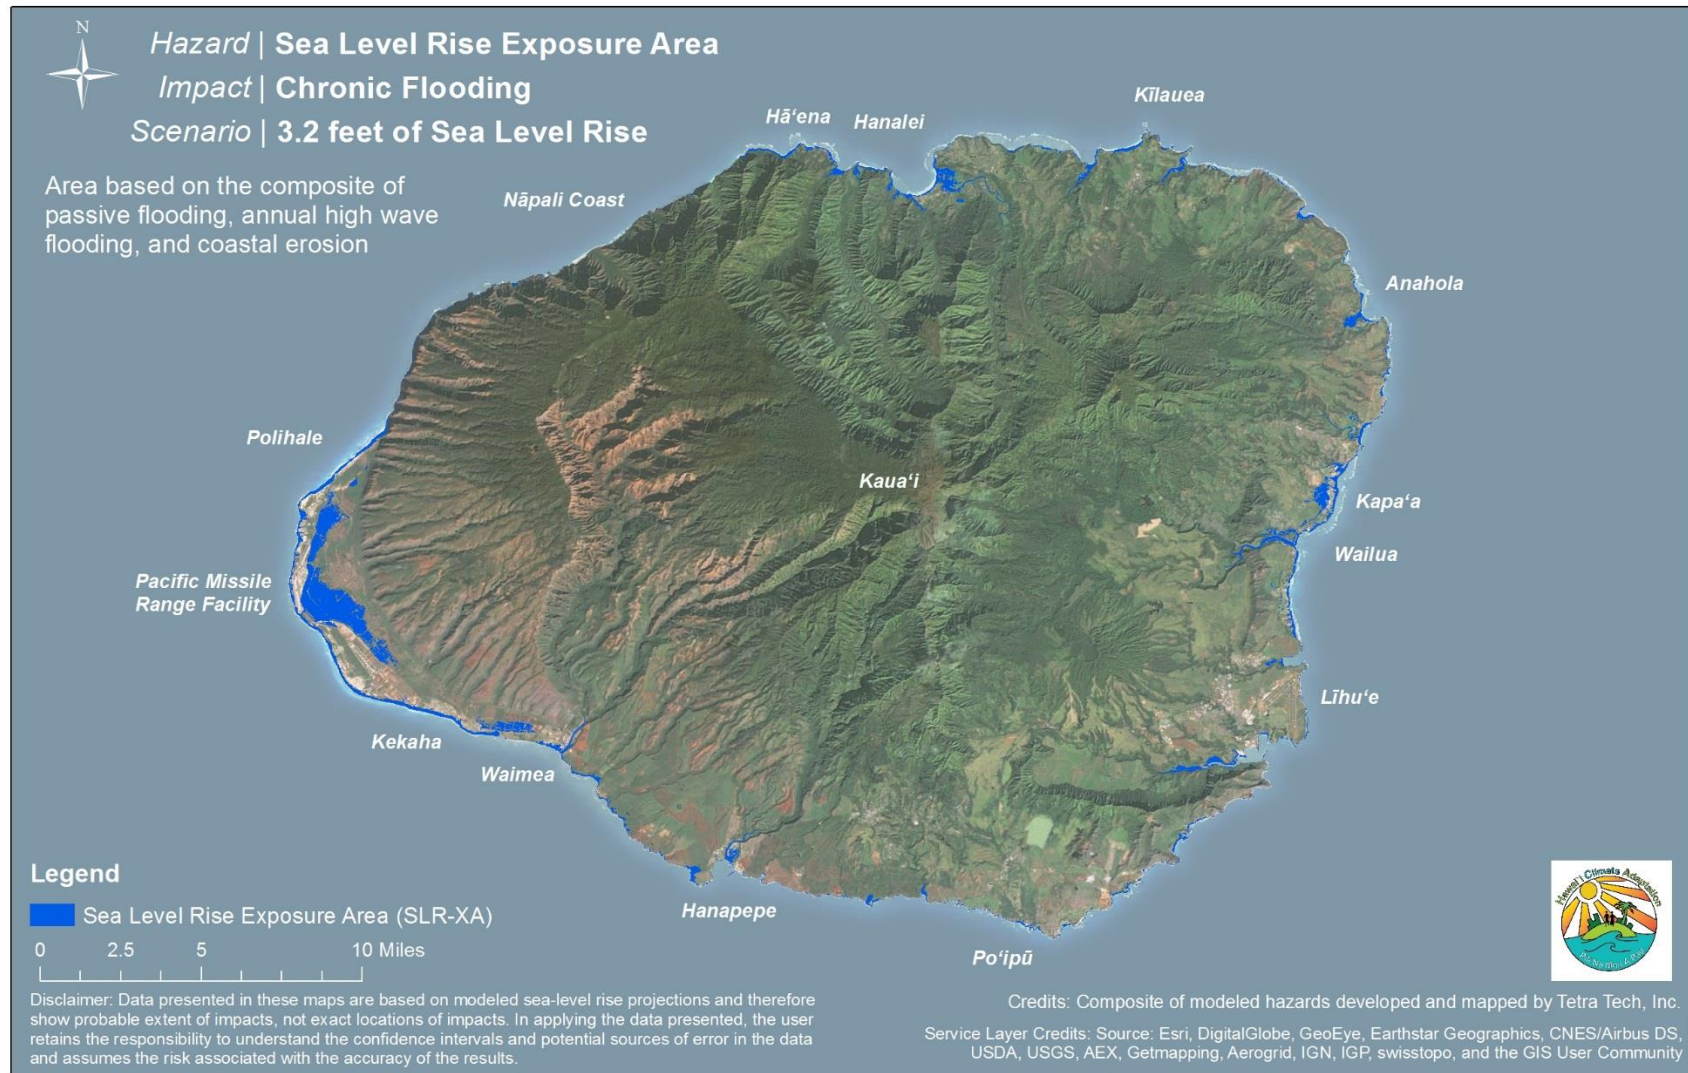 N
Hazard | Sea Level Rise Exposure Area
Impact | Chronic Flooding
Scenario | 3.2 feet of Sea Level Rise
Area based on the composite of
passive flooding, annual high wave
flooding, and coastal erosion
Kīlauea
Hāʻena
Hanalei
Nāpali Coast
Anahola
Polihale
Kauaʻi
Kapaʻa
Wailua
Pacific Missile
Range Facility
Līhuʻe
Kekaha
Waimea
Hanapepe
Poʻipū
Legend
Sea Level Rise Exposure Area (SLR-XA)
0 2.5 5 10 Miles
Disclaimer: Data presented in these maps are based on modeled sea-level rise projections and therefore
show probable extent of impacts, not exact locations of impacts. In applying the data presented, the user
retains the responsibility to understand the confidence intervals and potential sources of error in the data
and assumes the risk associated with the accuracy of the results.
Hawaiʻi Climate Adaptation
Credits: Composite of modeled hazards developed and mapped by Tetra Tech, Inc.
Service Layer Credits: Source: Esri, DigitalGlobe, GeoEye, Earthstar Geographics, CNES/Airbus DS,
USDA, USGS, AEX, Getmapping, Aerogrid, IGN, IGP, swisstopo, and the GIS User Community